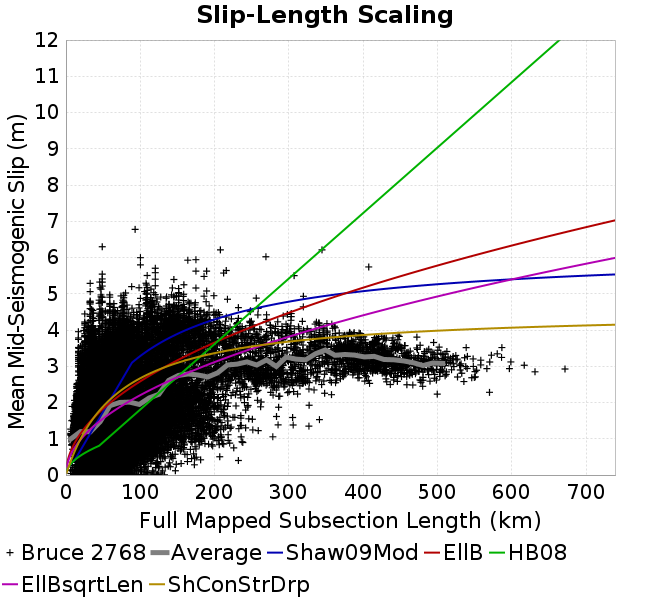 Slip-Length Scaling
12
11
10
9
8
7
6
5
4
3
2
1
0
Mean Mid-Seismogenic Slip (m)
0 100 200 300 400 500 600 700
Full Mapped Subsection Length (km)
Bruce 2768 Average Shaw09Mod EllB HB08
EllBsqrtLen ShConStrDrp